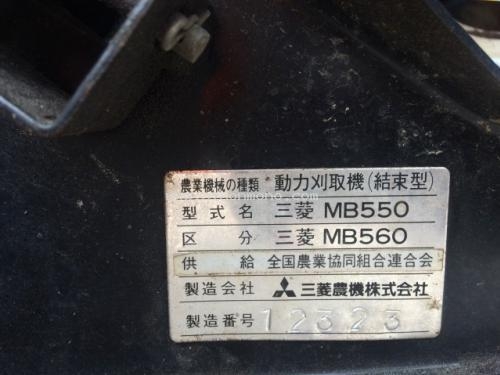 農業機械の種類 動力刈取機(結束型)
型式名 三菱 MB550
区分 三菱 MB560
供給 全国農業協同組合連合会
製造会社 三菱農機株式会社
製造番号 12323